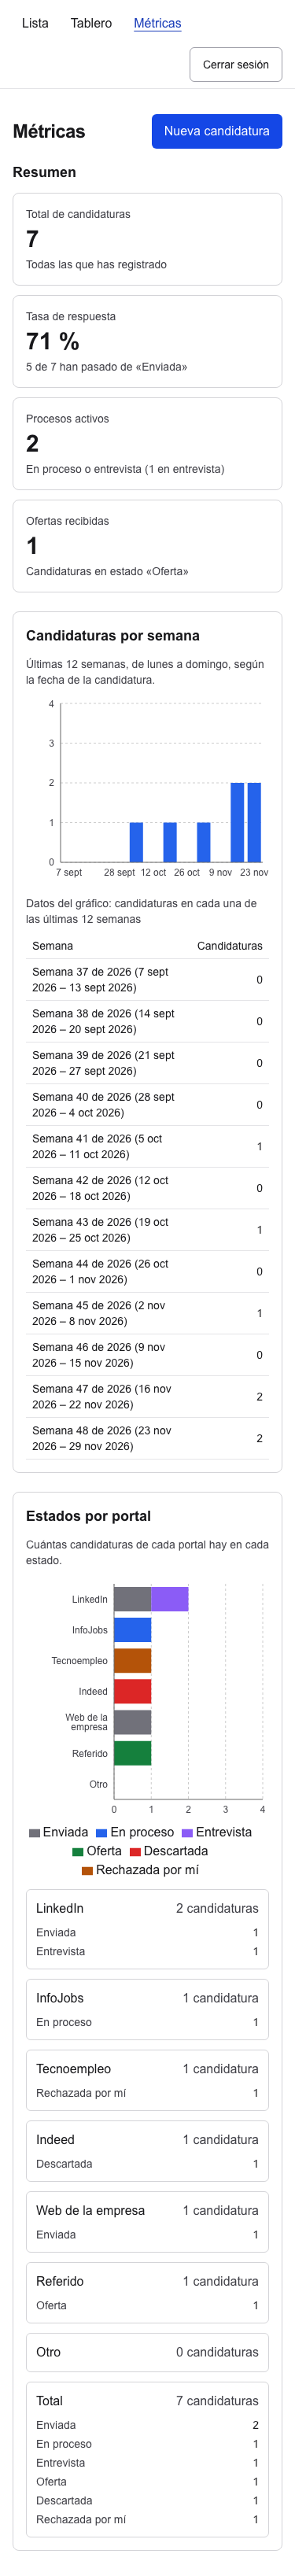 Lista Tablero Métricas
Cerrar sesión
Métricas
Nueva candidatura
Resumen
Total de candidaturas
7
Todas las que has registrado
Tasa de respuesta
71 %
5 de 7 han pasado de «Enviada»
Procesos activos
2
En proceso o entrevista (1 en entrevista)
Ofertas recibidas
1
Candidaturas en estado «Oferta»
Candidaturas por semana
Últimas 12 semanas, de lunes a domingo, según
la fecha de la candidatura.
4
3
2
1
0
7 sept 28 sept 12 oct 26 oct 9 nov 23 nov
Datos del gráfico: candidaturas en cada una de
las últimas 12 semanas
Semana Candidaturas
Semana 37 de 2026 (7 sept
2026 – 13 sept 2026) 0
Semana 38 de 2026 (14 sept
2026 – 20 sept 2026) 0
Semana 39 de 2026 (21 sept
2026 – 27 sept 2026) 0
Semana 40 de 2026 (28 sept
2026 – 4 oct 2026) 0
Semana 41 de 2026 (5 oct
2026 – 11 oct 2026) 1
Semana 42 de 2026 (12 oct
2026 – 18 oct 2026) 0
Semana 43 de 2026 (19 oct
2026 – 25 oct 2026) 1
Semana 44 de 2026 (26 oct
2026 – 1 nov 2026) 0
Semana 45 de 2026 (2 nov
2026 – 8 nov 2026) 1
Semana 46 de 2026 (9 nov
2026 – 15 nov 2026) 0
Semana 47 de 2026 (16 nov
2026 – 22 nov 2026) 2
Semana 48 de 2026 (23 nov
2026 – 29 nov 2026) 2
Estados por portal
Cuántas candidaturas de cada portal hay en cada
estado.
LinkedIn
InfoJobs
Tecnoempleo
Indeed
Web de la
empresa
Referido
Otro
0 1 2 3 4
Enviada En proceso Entrevista
Oferta Descartada
Rechazada por mí
LinkedIn 2 candidaturas
Enviada 1
Entrevista 1
InfoJobs 1 candidatura
En proceso 1
Tecnoempleo 1 candidatura
Rechazada por mí 1
Indeed 1 candidatura
Descartada 1
Web de la empresa 1 candidatura
Enviada 1
Referido 1 candidatura
Oferta 1
Otro 0 candidaturas
Total 7 candidaturas
Enviada 2
En proceso 1
Entrevista 1
Oferta 1
Descartada 1
Rechazada por mí 1